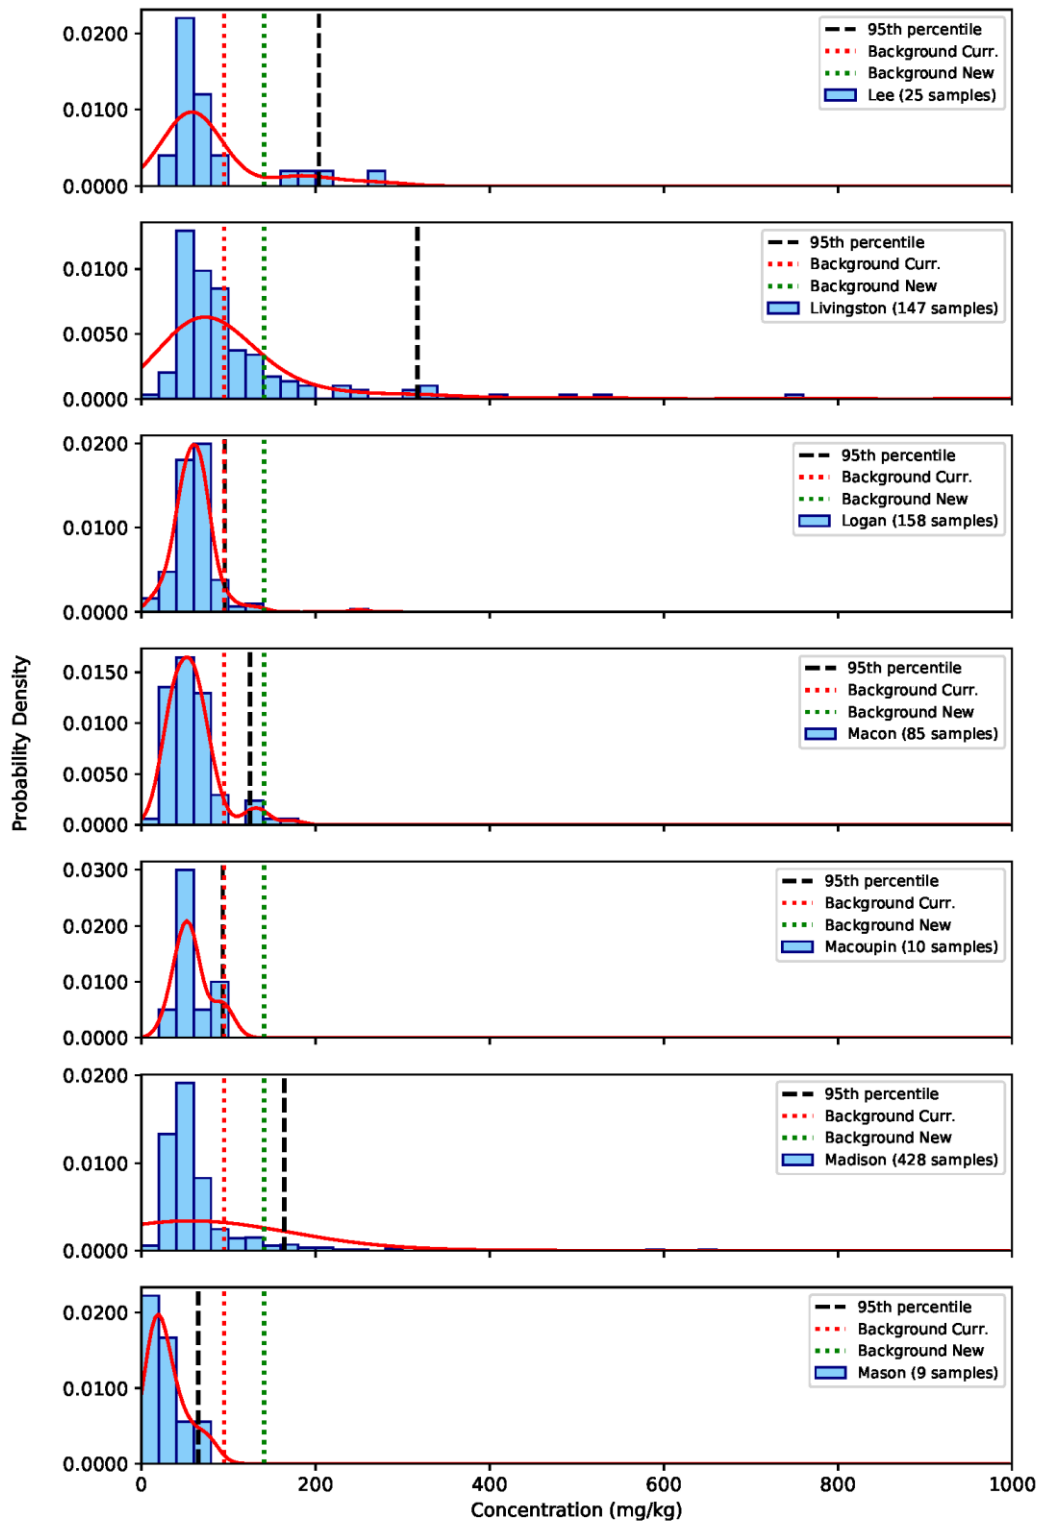 0.0200
0.0100
0.0000
95th percentile
Background Curr.
Background New
Lee (25 samples)
0.0100
0.0050
0.0000
95th percentile
Background Curr.
Background New
Livingston (147 samples)
0.0200
0.0100
0.0000
95th percentile
Background Curr.
Background New
Logan (158 samples)
Probability Density
0.0150
0.0100
0.0050
0.0000
95th percentile
Background Curr.
Background New
Macon (85 samples)
0.0300
0.0200
0.0100
0.0000
95th percentile
Background Curr.
Background New
Macoupin (10 samples)
0.0200
0.0100
0.0000
95th percentile
Background Curr.
Background New
Madison (428 samples)
0.0200
0.0100
0.0000
95th percentile
Background Curr.
Background New
Mason (9 samples)
0 200 400 600 800 1000
Concentration (mg/kg)